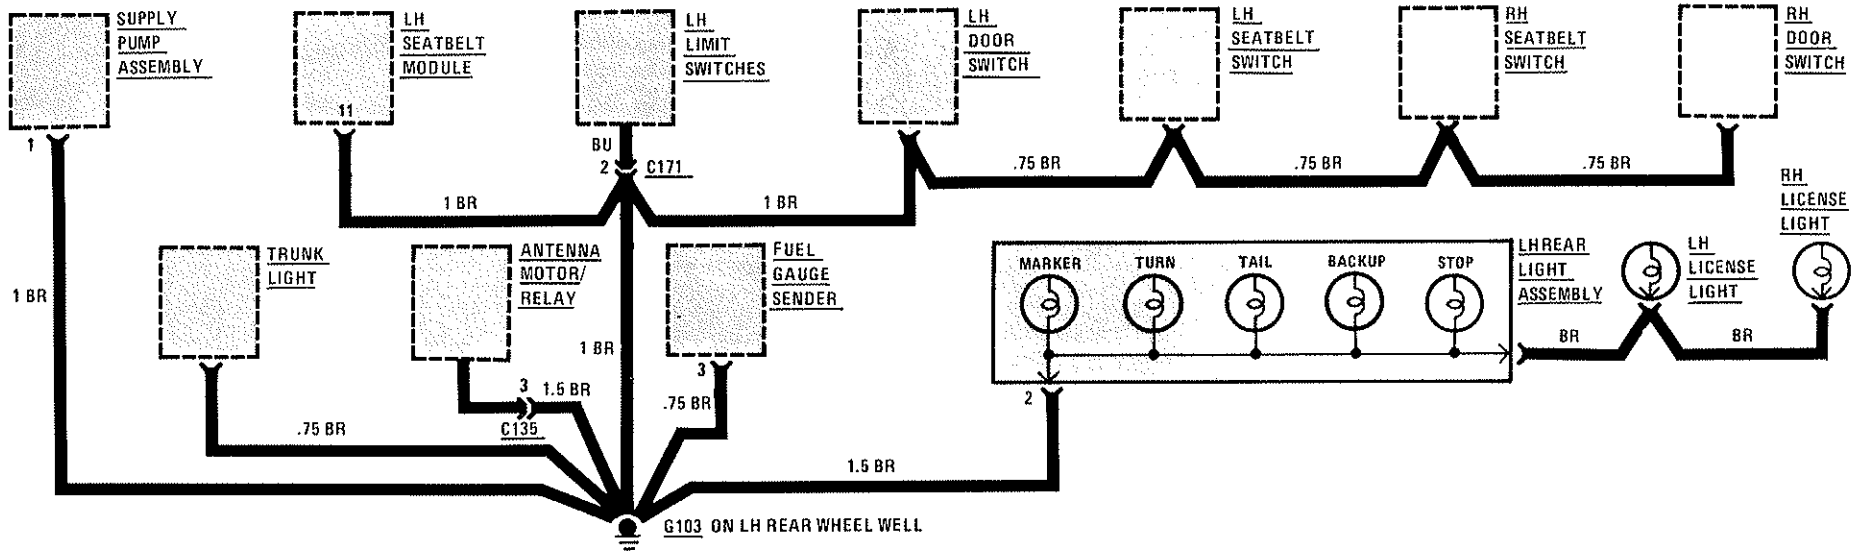 SUPPLY
PUMP
ASSEMBLY
1
LH
SEATBELT
MODULE
11
LH
LIMIT
SWITCHES
BU
2
C171
LH
DOOR
SWITCH
LH
SEATBELT
SWITCH
RH
SEATBELT
SWITCH
RH
DOOR
SWITCH
.75 BR
.75 BR
.75 BR
1 BR
1 BR
RH
LICENSE
LIGHT
TRUNK
LIGHT
ANTENNA
MOTOR/
RELAY
FUEL
GAUGE
SENDER
MARKER
TURN
TAIL
BACKUP
STOP
LH REAR
LIGHT
ASSEMBLY
LH
LICENSE
LIGHT
1 BR
1 BR
BR
BR
3
1.5 BR
C135
3
.75 BR
2
.75 BR
1.5 BR
G103 ON LH REAR WHEEL WELL